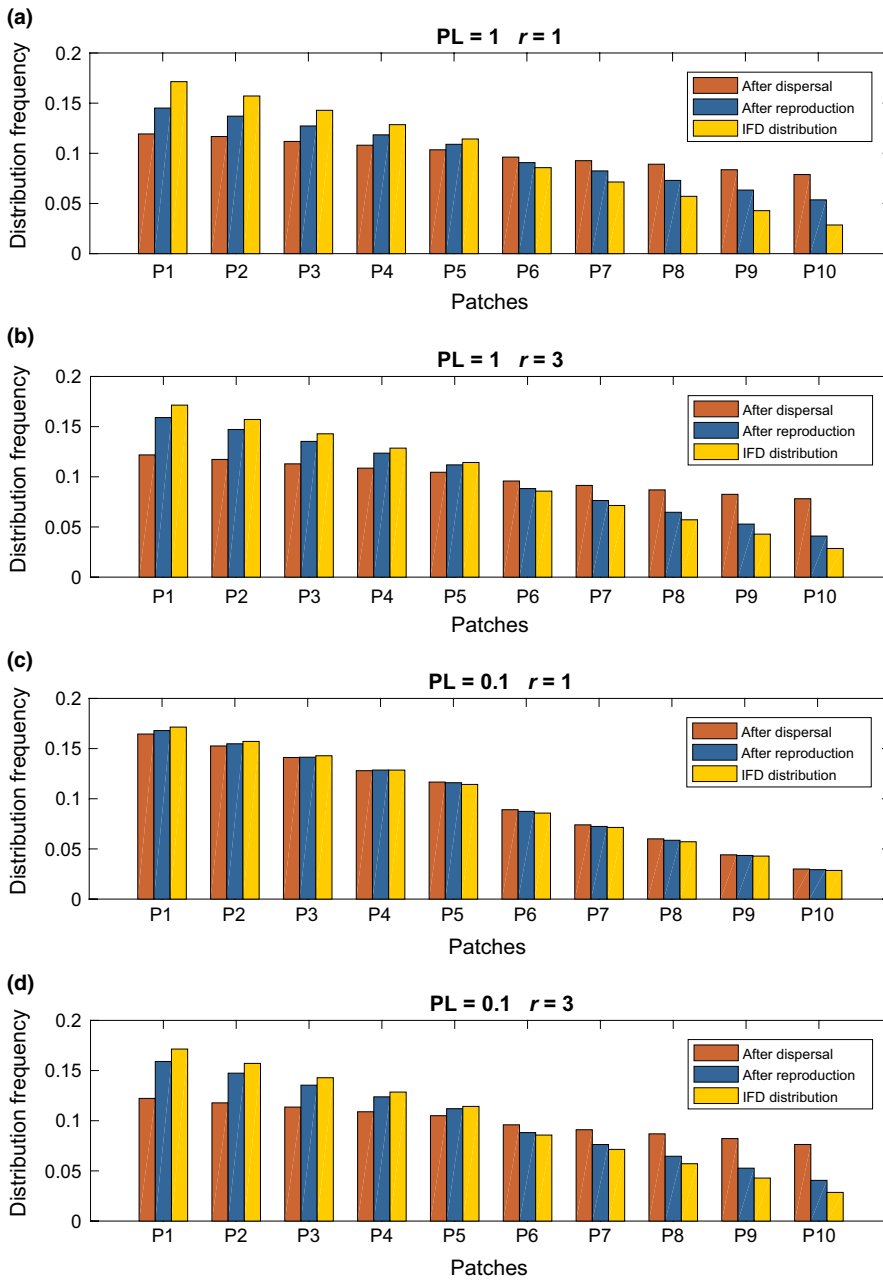 (a)
PL = 1 r = 1
Distribution frequency
0.2
0.15
0.1
0.05
0
After dispersal
After reproduction
IFD distribution
P1 P2 P3 P4 P5 P6 P7 P8 P9 P10
Patches
(b)
PL = 1 r = 3
Distribution frequency
0.2
0.15
0.1
0.05
0
After dispersal
After reproduction
IFD distribution
P1 P2 P3 P4 P5 P6 P7 P8 P9 P10
Patches
(c)
PL = 0.1 r = 1
Distribution frequency
0.2
0.15
0.1
0.05
0
After dispersal
After reproduction
IFD distribution
P1 P2 P3 P4 P5 P6 P7 P8 P9 P10
Patches
(d)
PL = 0.1 r = 3
Distribution frequency
0.2
0.15
0.1
0.05
0
After dispersal
After reproduction
IFD distribution
P1 P2 P3 P4 P5 P6 P7 P8 P9 P10
Patches